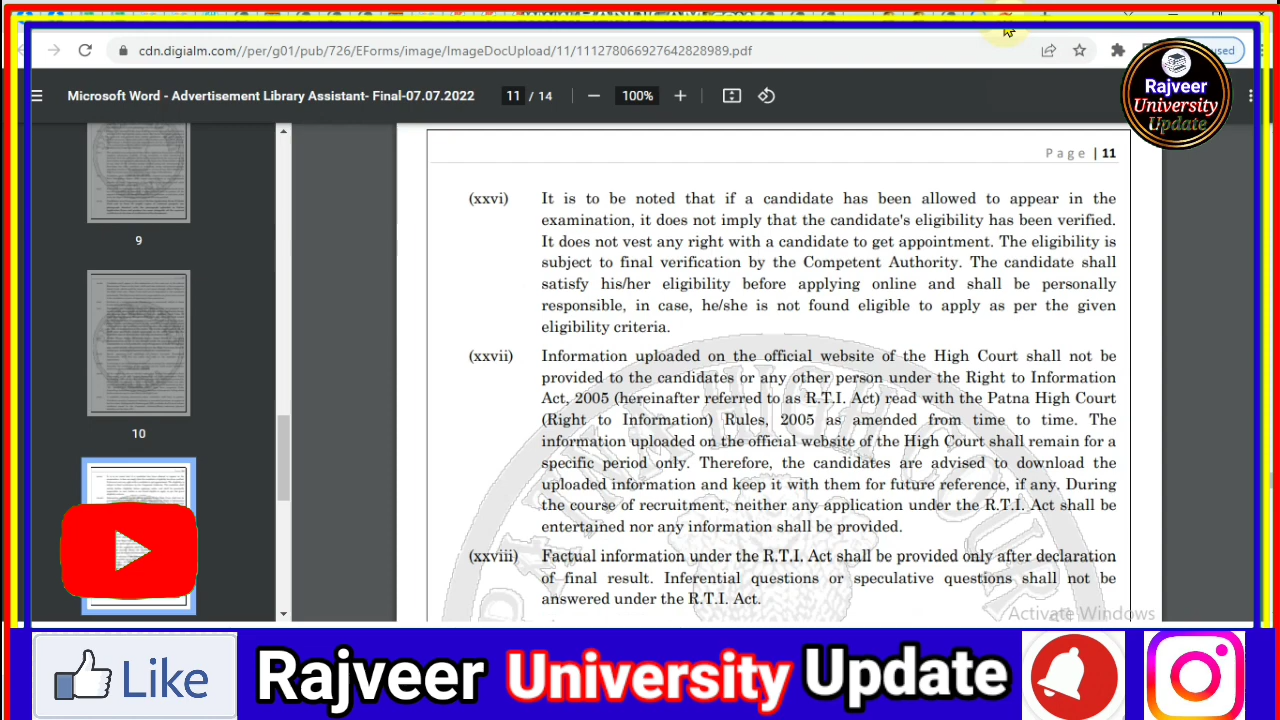 cdn.digialm.com//per/g01/pub/726/EForms/image/ImageDocUpload/11/1112780669276428​28989.pdf
Microsoft Word - Advertisement Library Assistant- Final-07.07.2022
11 / 14
100%
Rajveer
University
Update
9
10
Page | 11
(xxvi) It is to be noted that if a candidate has been allowed to appear in the
examination, it does not imply that the candidate's eligibility has been verified.
It does not vest any right with a candidate to get appointment. The eligibility is
subject to final verification by the Competent Authority. The candidate shall
satisfy his/her eligibility before applying online and shall be personally
responsible, in case, he/she is not found eligible to apply as per the given
eligibility criteria.
(xxvii) Information uploaded on the official website of the High Court shall not be
provided to the candidates or any other person under the Right to Information
Act, 2005 (hereinafter referred to as R.T.I. Act) read with the Patna High Court
(Right to Information) Rules, 2005 as amended from time to time. The
information uploaded on the official website of the High Court shall remain for a
specific period only. Therefore, the candidates are advised to download the
uploaded information and keep it with them for future reference, if any. During
the course of recruitment, neither any application under the R.T.I. Act shall be
entertained nor any information shall be provided.
(xxviii) Factual information under the R.T.I. Act shall be provided only after declaration
of final result. Inferential questions or speculative questions shall not be
answered under the R.T.I. Act.
Activate Windows
Like
Rajveer University Update